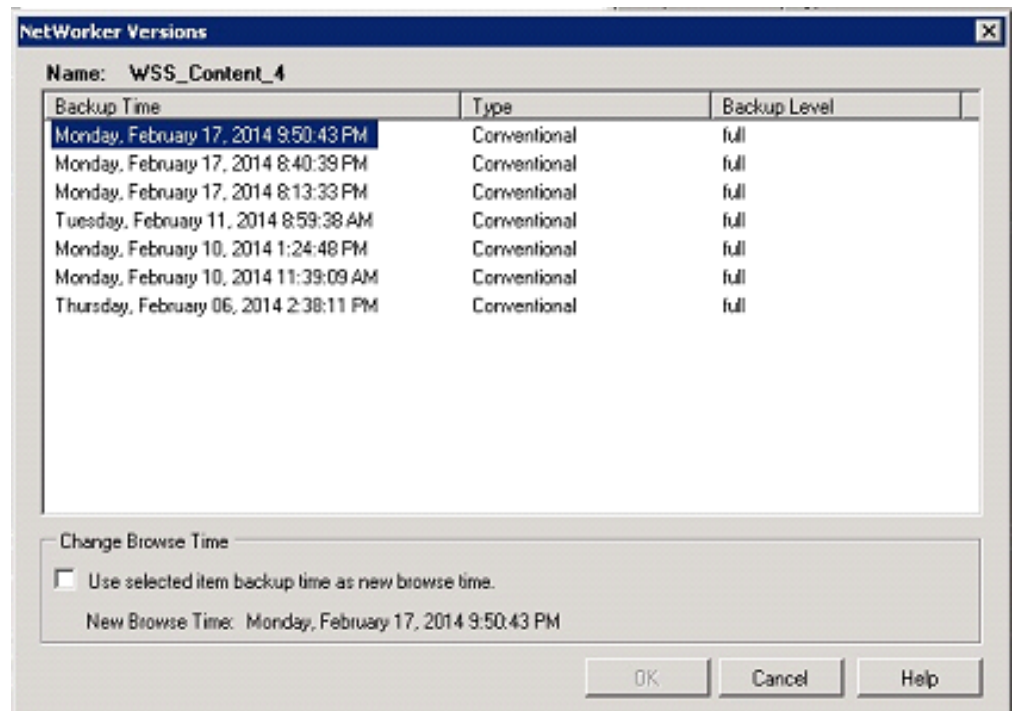 NetWorker Versions
Name: WSS_Content_4
Backup Time Type Backup Level
Monday, February 17, 2014 9:50:43 PM Conventional full
Monday, February 17, 2014 8:40:39 PM Conventional full
Monday, February 17, 2014 8:13:33 PM Conventional full
Tuesday, February 11, 2014 8:59:38 AM Conventional full
Monday, February 10, 2014 1:24:48 PM Conventional full
Monday, February 10, 2014 11:39:09 AM Conventional full
Thursday, February 06, 2014 2:38:11 PM Conventional full
Change Browse Time
Use selected item backup time as new browse time.
New Browse Time: Monday, February 17, 2014 9:50:43 PM
OK Cancel Help